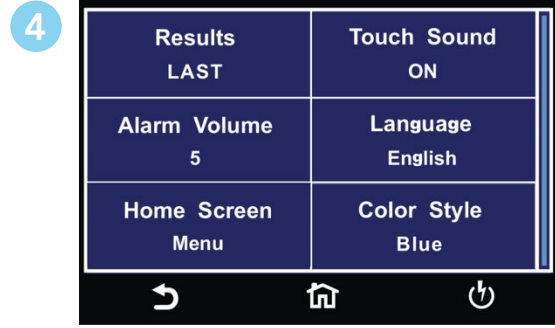 4
Results
LAST
Touch Sound
ON
Alarm Volume
5
Language
English
Home Screen
Menu
Color Style
Blue